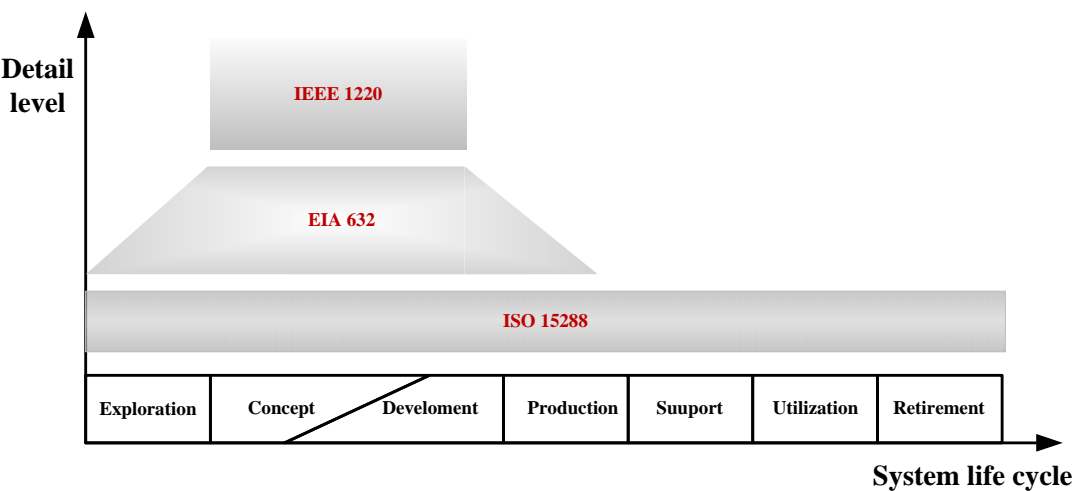 Detail
level
IEEE 1220
EIA 632
ISO 15288
Exploration
Concept
Develoment
Production
Suuport
Utilization
Retirement
System life cycle